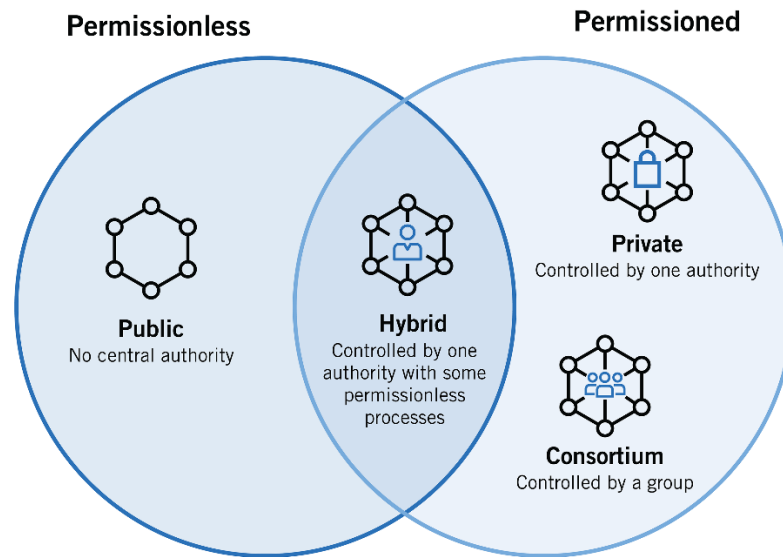 Permissionless
Permissioned
Public
No central authority
Hybrid
Controlled by one
authority with some
permissionless
processes
Private
Controlled by one authority
Consortium
Controlled by a group